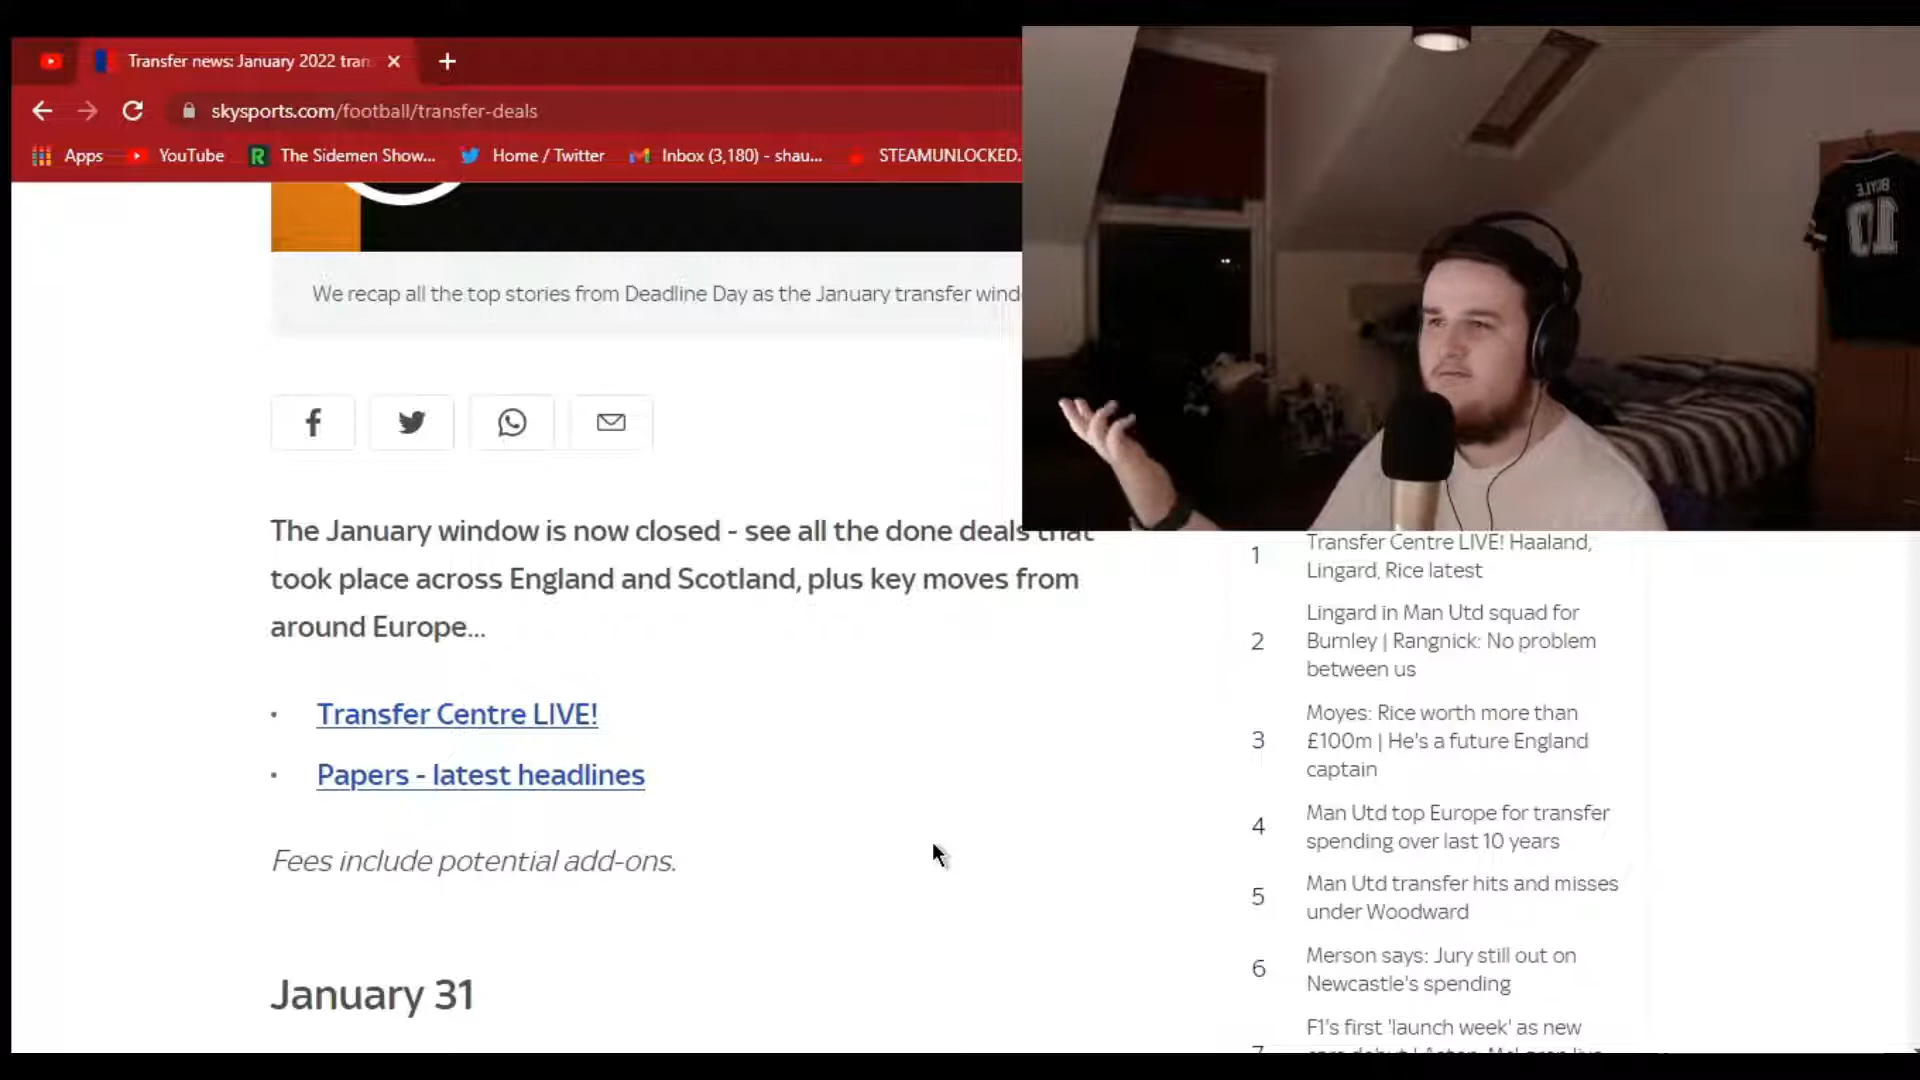 Transfer news: January 2022 tran
skysports.com/football/transfer-deals
Apps YouTube The Sidemen Show... Home / Twitter Inbox (3,180) - shau... STEAMUNLOCKED.
We recap all the top stories from Deadline Day as the January transfer wind
The January window is now closed - see all the done deals that
took place across England and Scotland, plus key moves from
around Europe...
• Transfer Centre LIVE!
• Papers - latest headlines
Fees include potential add-ons.
January 31
BOYLE
10
1 Transfer Centre LIVE! Haaland,
Lingard, Rice latest
2 Lingard in Man Utd squad for
Burnley | Rangnick: No problem
between us
3 Moyes: Rice worth more than
£100m | He's a future England
captain
4 Man Utd top Europe for transfer
spending over last 10 years
5 Man Utd transfer hits and misses
under Woodward
6 Merson says: Jury still out on
Newcastle's spending
F1's first 'launch week' as new